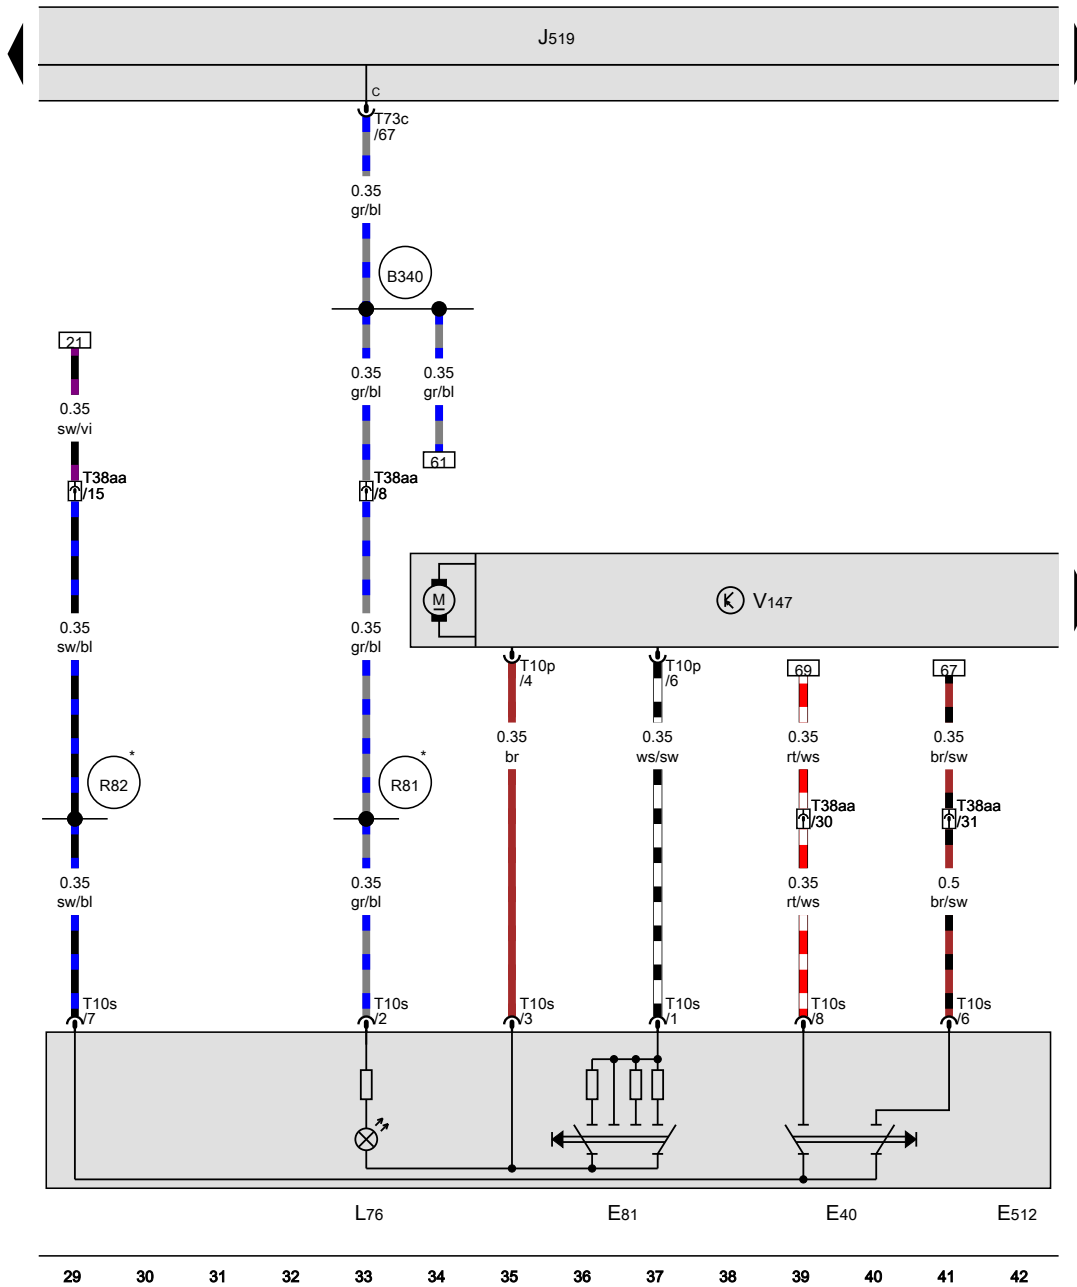 J519
c
T73c
/67
0.35
gr/bl
B340
21
0.35
sw/vi
0.35
gr/bl
0.35
gr/bl
61
T38aa
/15
T38aa
/8
M
V147
0.35
sw/bl
0.35
gr/bl
T10p
/4
T10p
/6
69
67
0.35
br
0.35
ws/sw
0.35
rt/ws
0.35
br/sw
*
R82
*
R81
T38aa
/30
T38aa
/31
0.35
sw/bl
0.35
gr/bl
0.35
rt/ws
0.5
br/sw
T10s
/7
T10s
/2
T10s
/3
T10s
/1
T10s
/8
T10s
/6
L76
E81
E40
E512
29 30 31 32 33 34 35 36 37 38 39 40 41 42